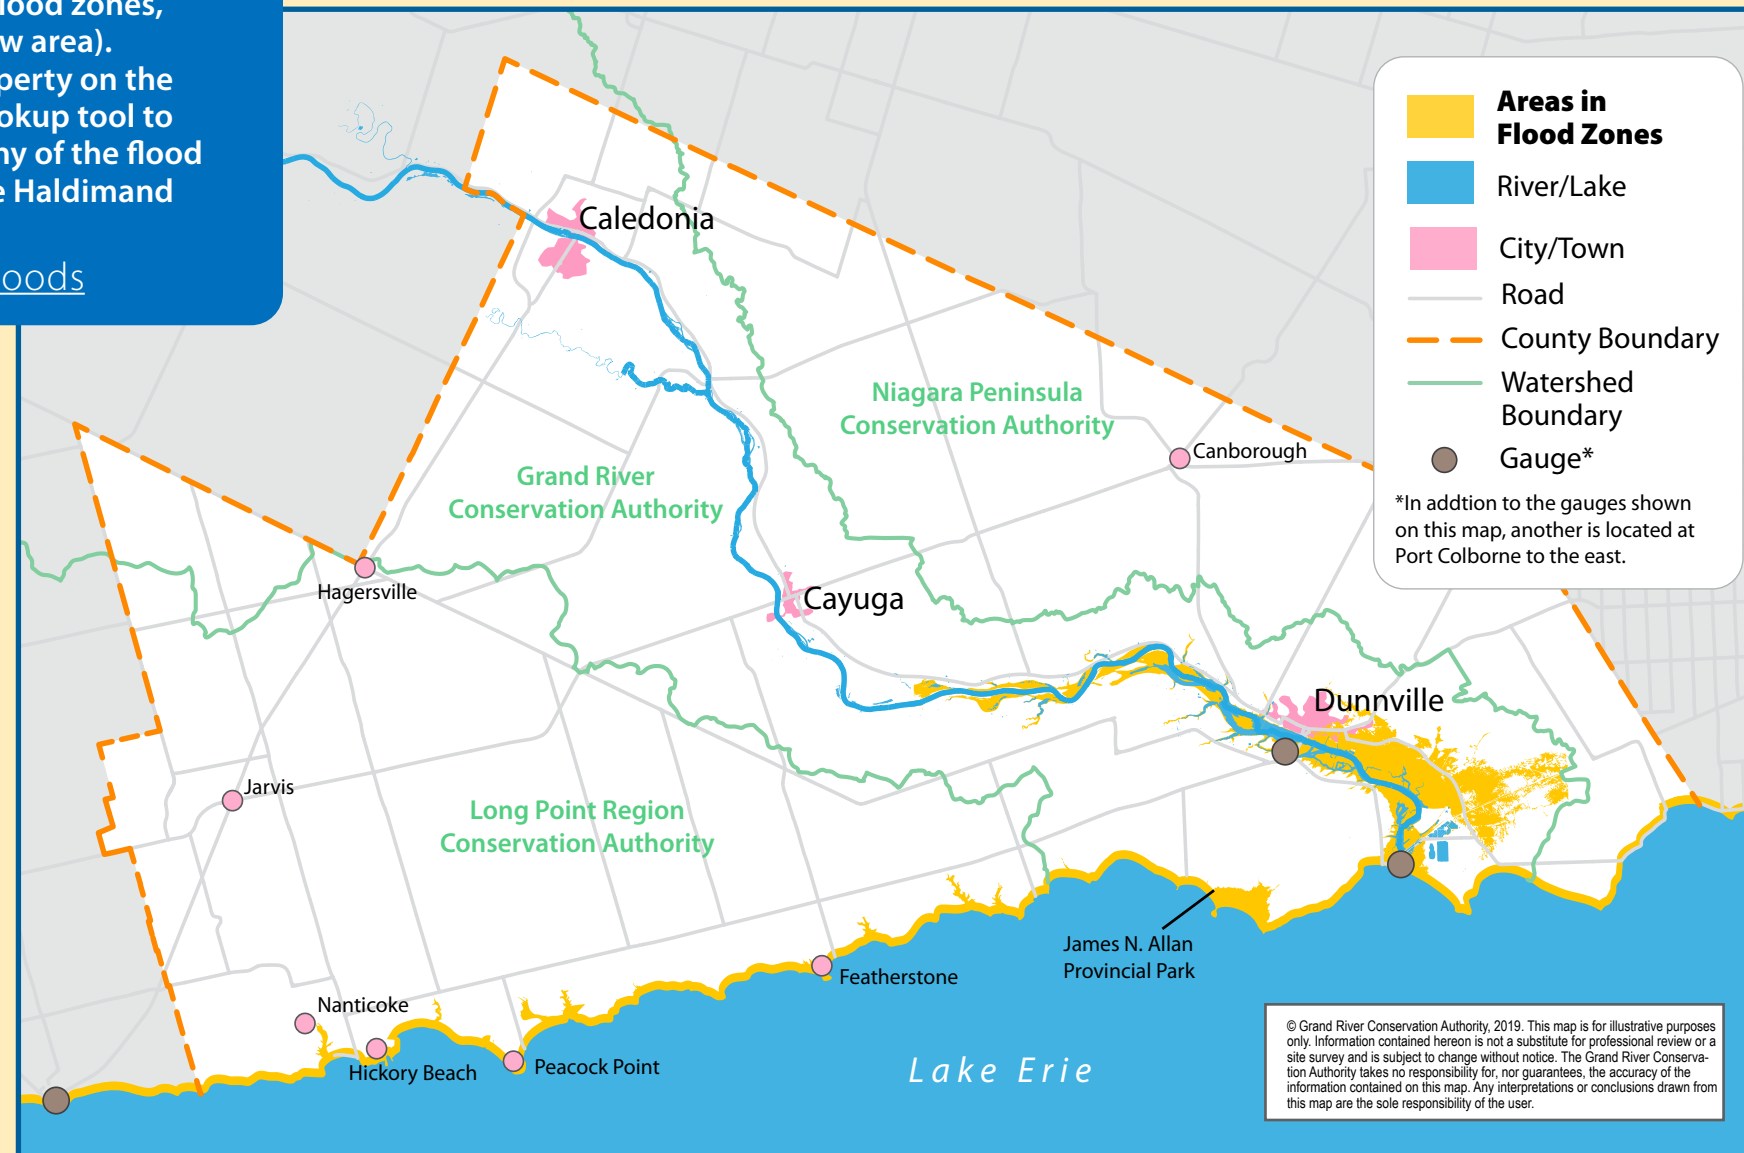 lood zones,
w area).
perty on the
okup tool to
ny of the flood
e Haldimand
oods
Areas in
Flood Zones
River/Lake
City/Town
Road
County Boundary
Watershed
Boundary
Gauge*
*In addtion to the gauges shown
on this map, another is located at
Port Colborne to the east.
Caledonia
Niagara Peninsula
Conservation Authority
Canborough
Grand River
Conservation Authority
Hagersville
Cayuga
Dunnville
Jarvis
Long Point Region
Conservation Authority
James N. Allan
Provincial Park
Featherstone
Nanticoke
Hickory Beach
Peacock Point
Lake Erie
© Grand River Conservation Authority, 2019. This map is for illustrative purposes
only. Information contained hereon is not a substitute for professional review or a
site survey and is subject to change without notice. The Grand River Conserva-
tion Authority takes no responsibility for, nor guarantees, the accuracy of the
information contained on this map. Any interpretations or conclusions drawn from
this map are the sole responsibility of the user.